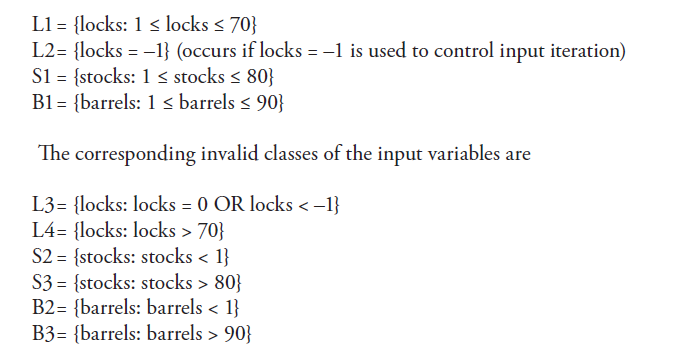 L1 = {locks: 1 ≤ locks ≤ 70}
L2= {locks = –1} (occurs if locks = –1 is used to control input iteration)
S1 = {stocks: 1 ≤ stocks ≤ 80}
B1= {barrels: 1 ≤ barrels ≤ 90}
The corresponding invalid classes of the input variables are
L3= {locks: locks = 0 OR locks < –1}
L4= {locks: locks > 70}
S2 = {stocks: stocks < 1}
S3 = {stocks: stocks > 80}
B2= {barrels: barrels < 1}
B3= {barrels: barrels > 90}